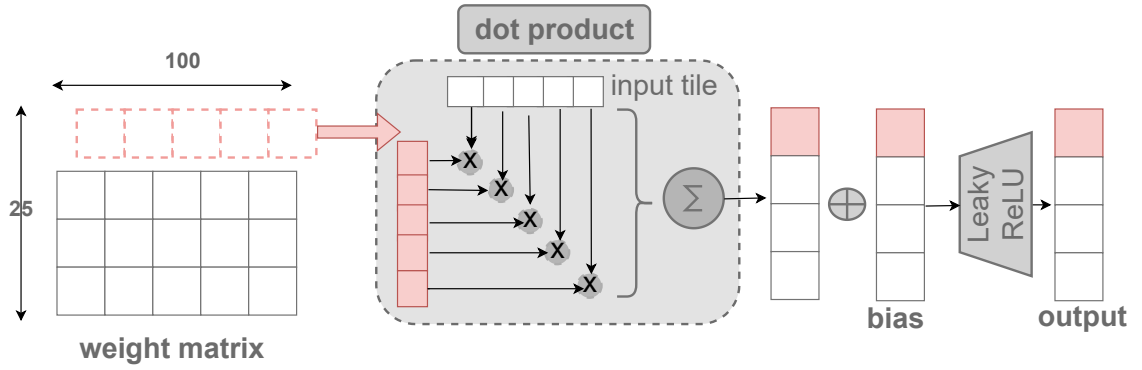 dot product
100
input tile
25
X
X
X
X
X
Σ
Leaky
ReLU
weight matrix
bias
output